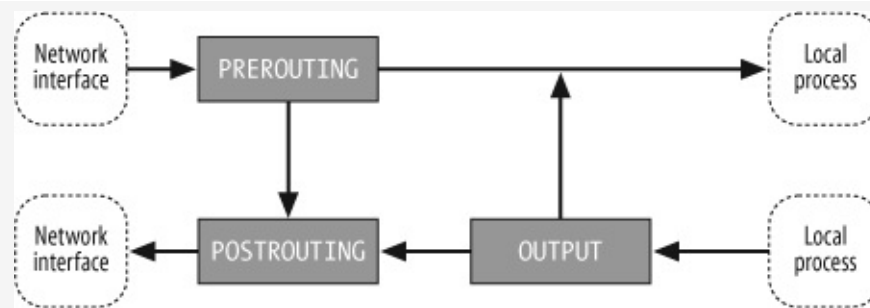 Network
interface
PREROUTING
Local
process
Network
interface
POSTROUTING
OUTPUT
Local
process